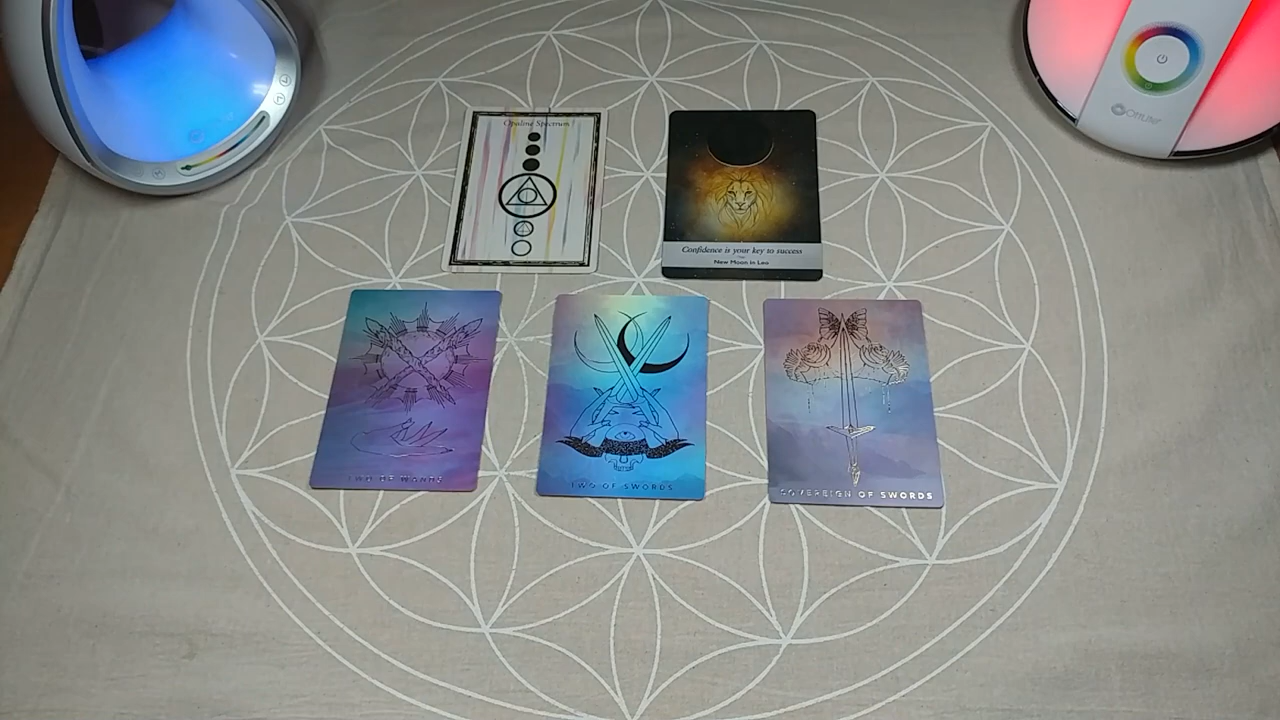 Opaline Spectrum
Confidence is your key to success
New Moon in Leo
TWO OF WANDS
TWO OF SWORDS
SOVEREIGN OF SWORDS
OttLite